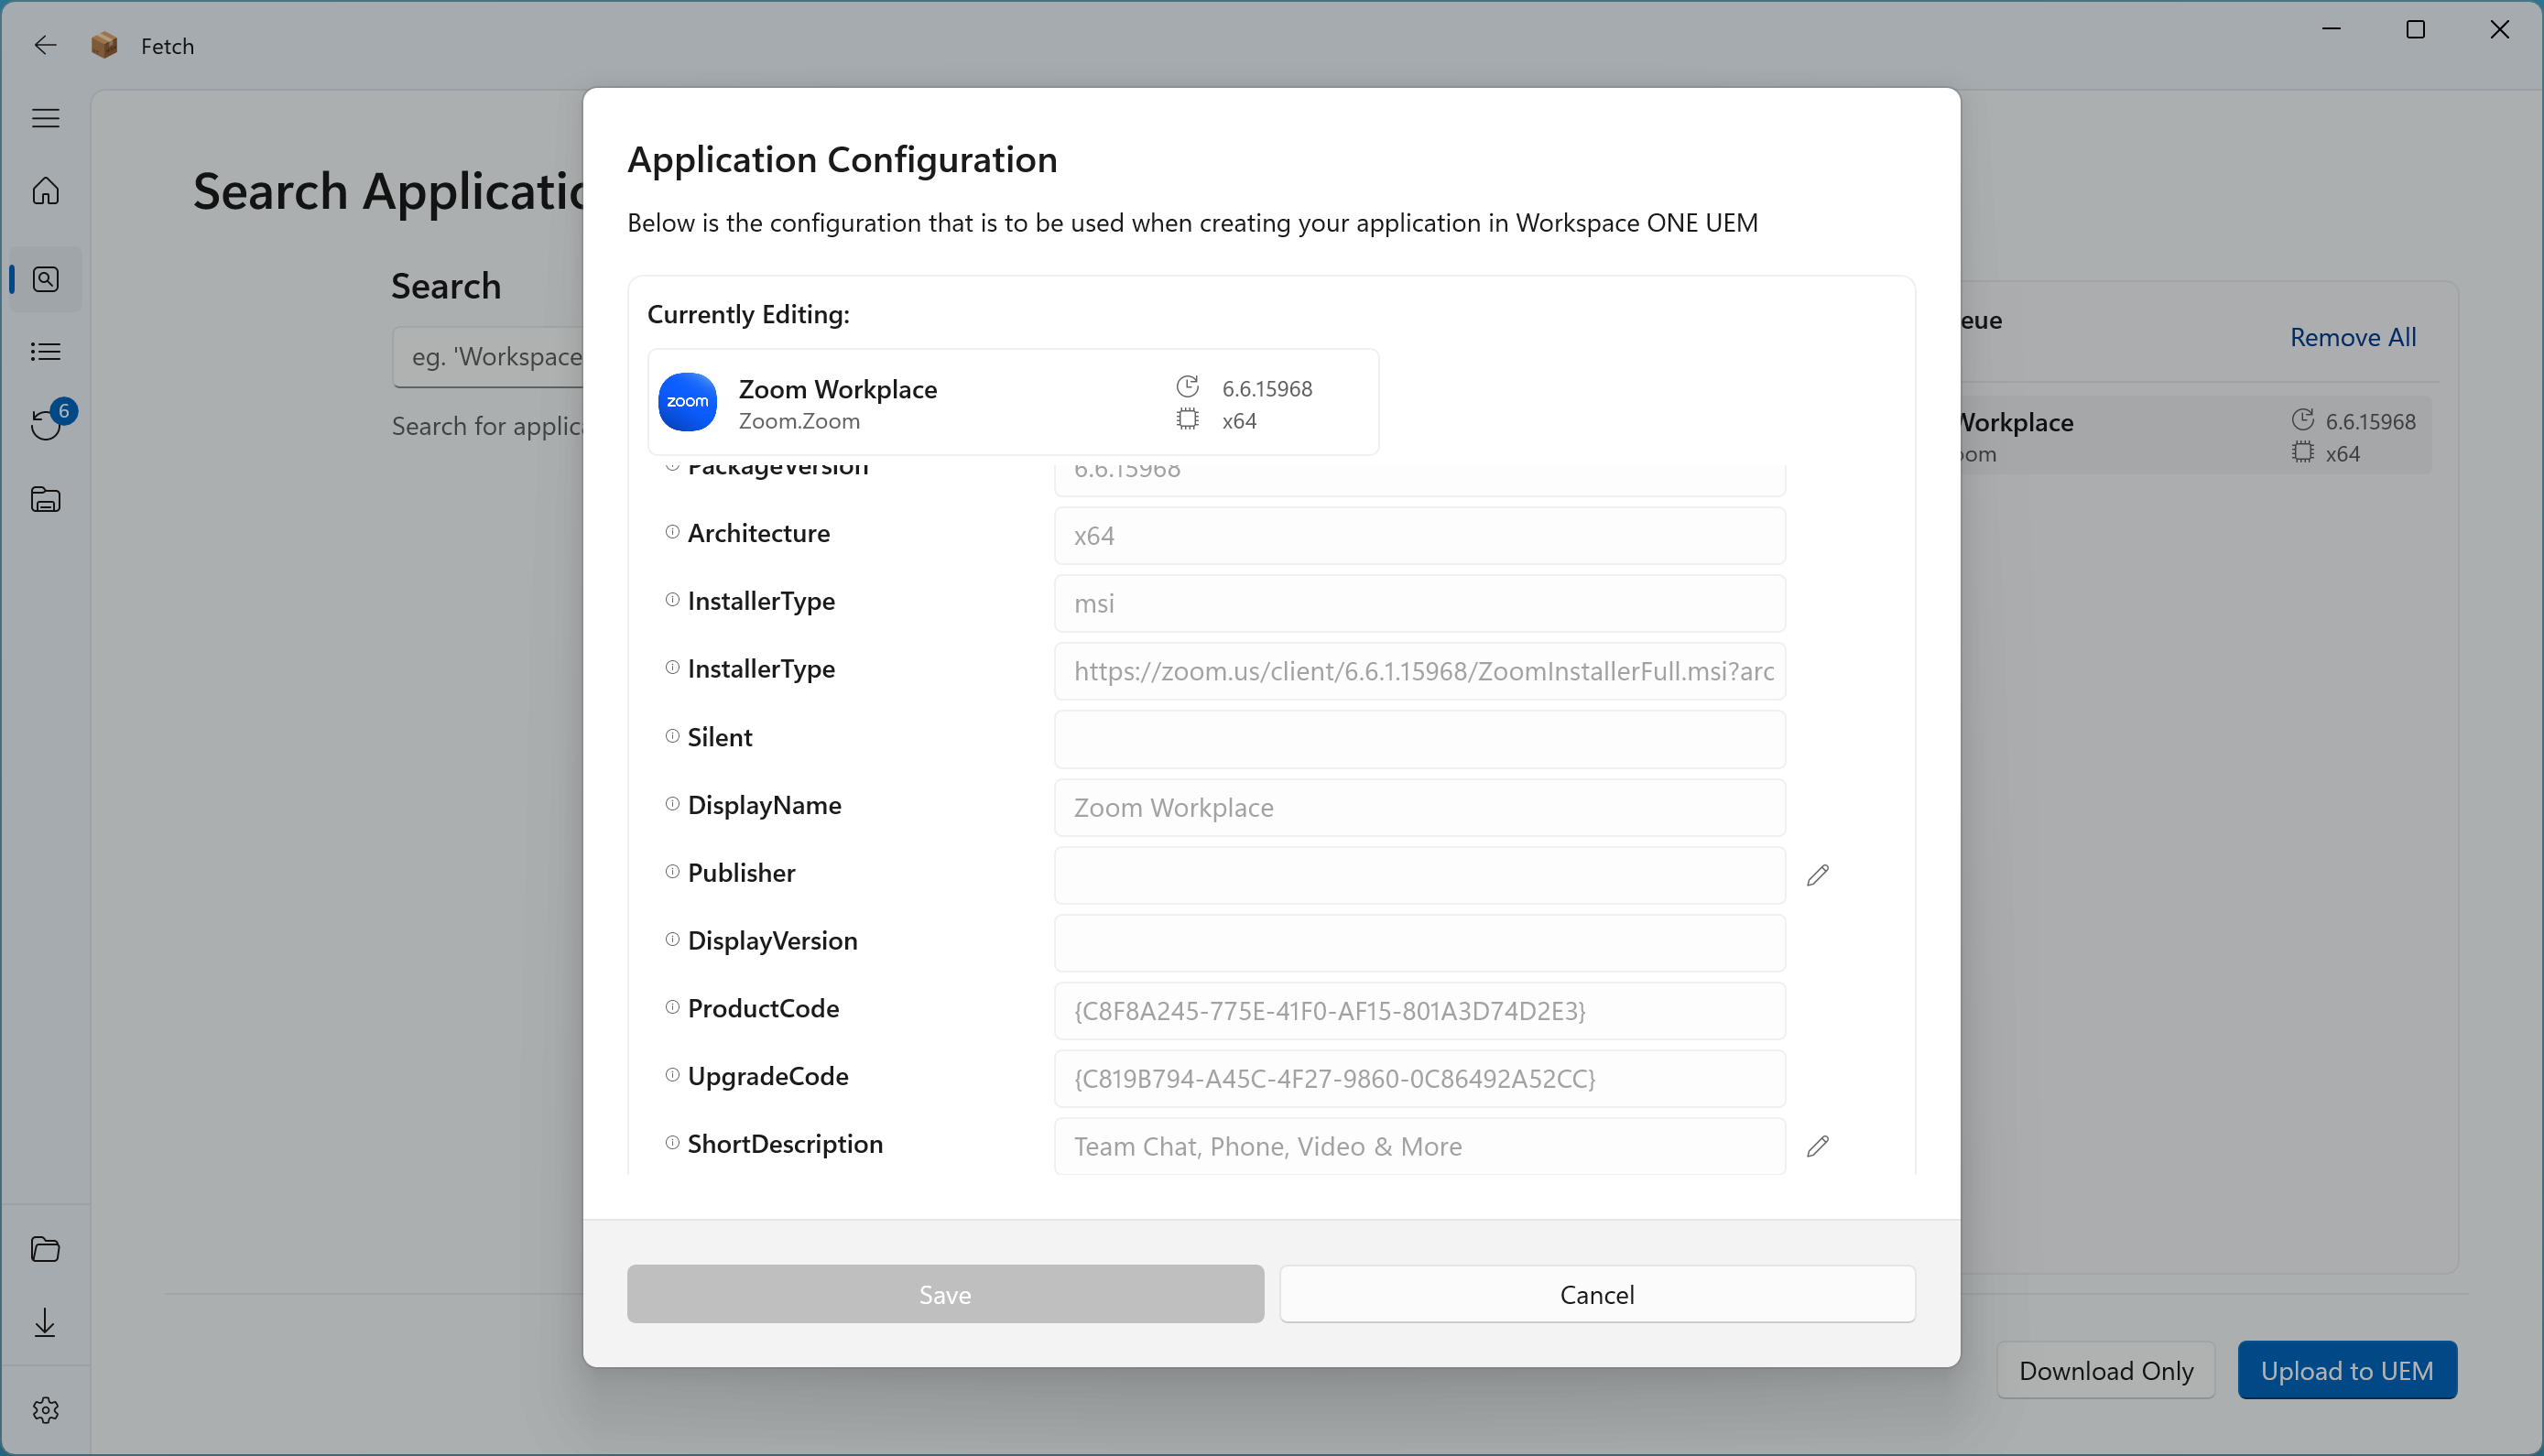 Fetch
Search Applicatic
Search
eg. 'Workspace
Search for applic
6
Application Configuration
Below is the configuration that is to be used when creating your application in Workspace ONE UEM
Currently Editing:
zoom
Zoom Workplace
6.6.15968
Zoom.Zoom
x64
PackageVersion
6.6.15968
Architecture
x64
InstallerType
msi
InstallerType
https://zoom.us/client/6.6.1.15968/ZoomInstallerFull.msi?arc
Silent
DisplayName
Zoom Workplace
Publisher
DisplayVersion
ProductCode
{C8F8A245-775E-41F0-AF15-801A3D74D2E3}
UpgradeCode
{C819B794-A45C-4F27-9860-0C86492A52CC}
ShortDescription
Team Chat, Phone, Video & More
Save
Cancel
eue
Remove All
Workplace
6.6.15968
oom
x64
Download Only
Upload to UEM